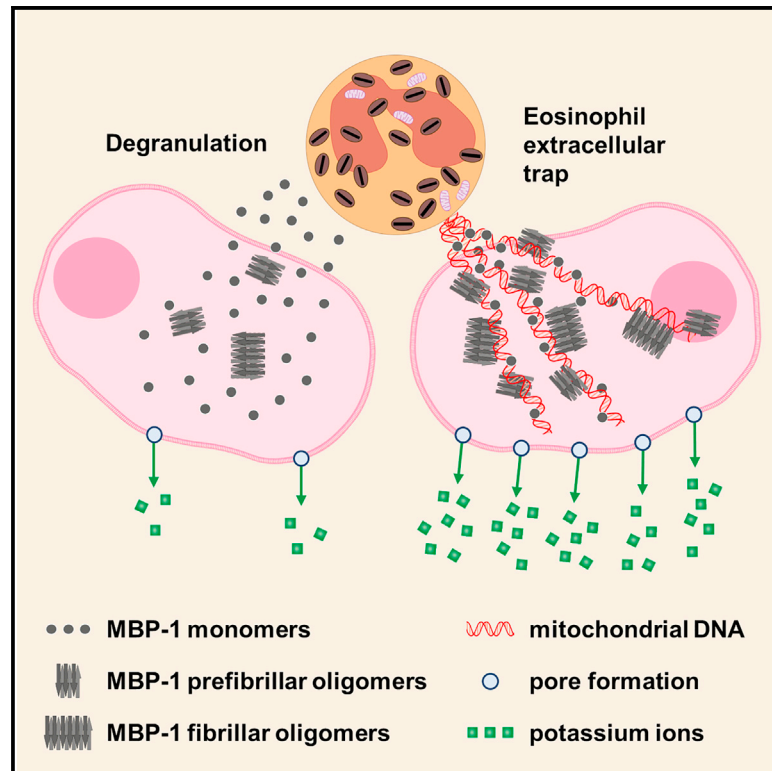 Degranulation
Eosinophil
extracellular
trap
MBP-1 monomers
MBP-1 prefibrillar oligomers
MBP-1 fibrillar oligomers
mitochondrial DNA
pore formation
potassium ions